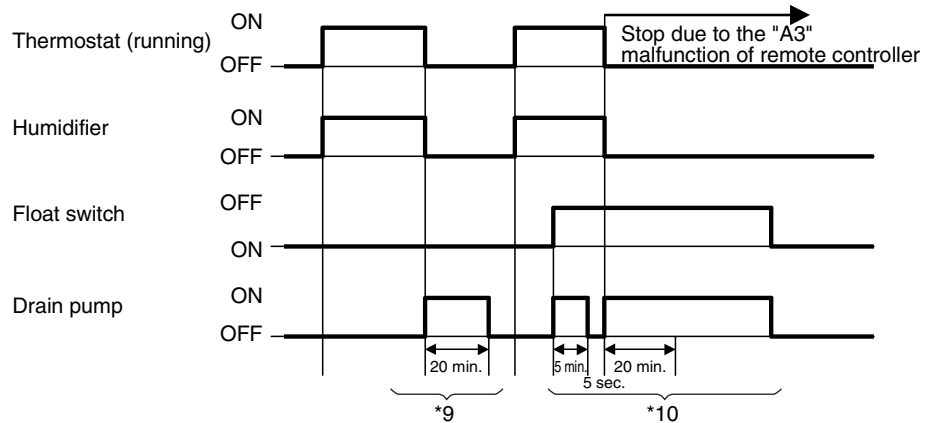 ON
Thermostat (running)
OFF
Stop due to the "A3"
malfunction of remote controller
ON
Humidifier
OFF
OFF
Float switch
ON
ON
Drain pump
OFF
20 min.
5 min.
20 min.
5 sec.
*9
*10